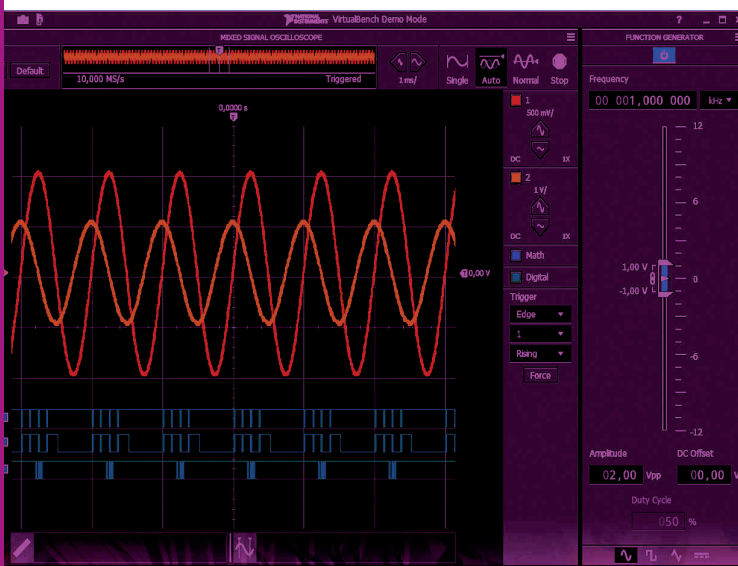 NATIONAL INSTRUMENTS VirtualBench Demo Mode
?
MIXED SIGNAL OSCILLOSCOPE
FUNCTION GENERATOR
Default
10,000 MS/s
Triggered
1 ms/
Single
Auto
Normal
Stop
0,0000 s
T
T 0,00 V
1
500 mV/
DC
1X
2
1 V/
DC
1X
Math
Digital
Trigger
Edge
1
Rising
Force
Frequency
00 001,000 000
kHz
12
6
1,00 V
0
-1,00 V
-6
-12
Amplitude
DC Offset
02,00 Vpp
00,00 V
Duty Cycle
050 %